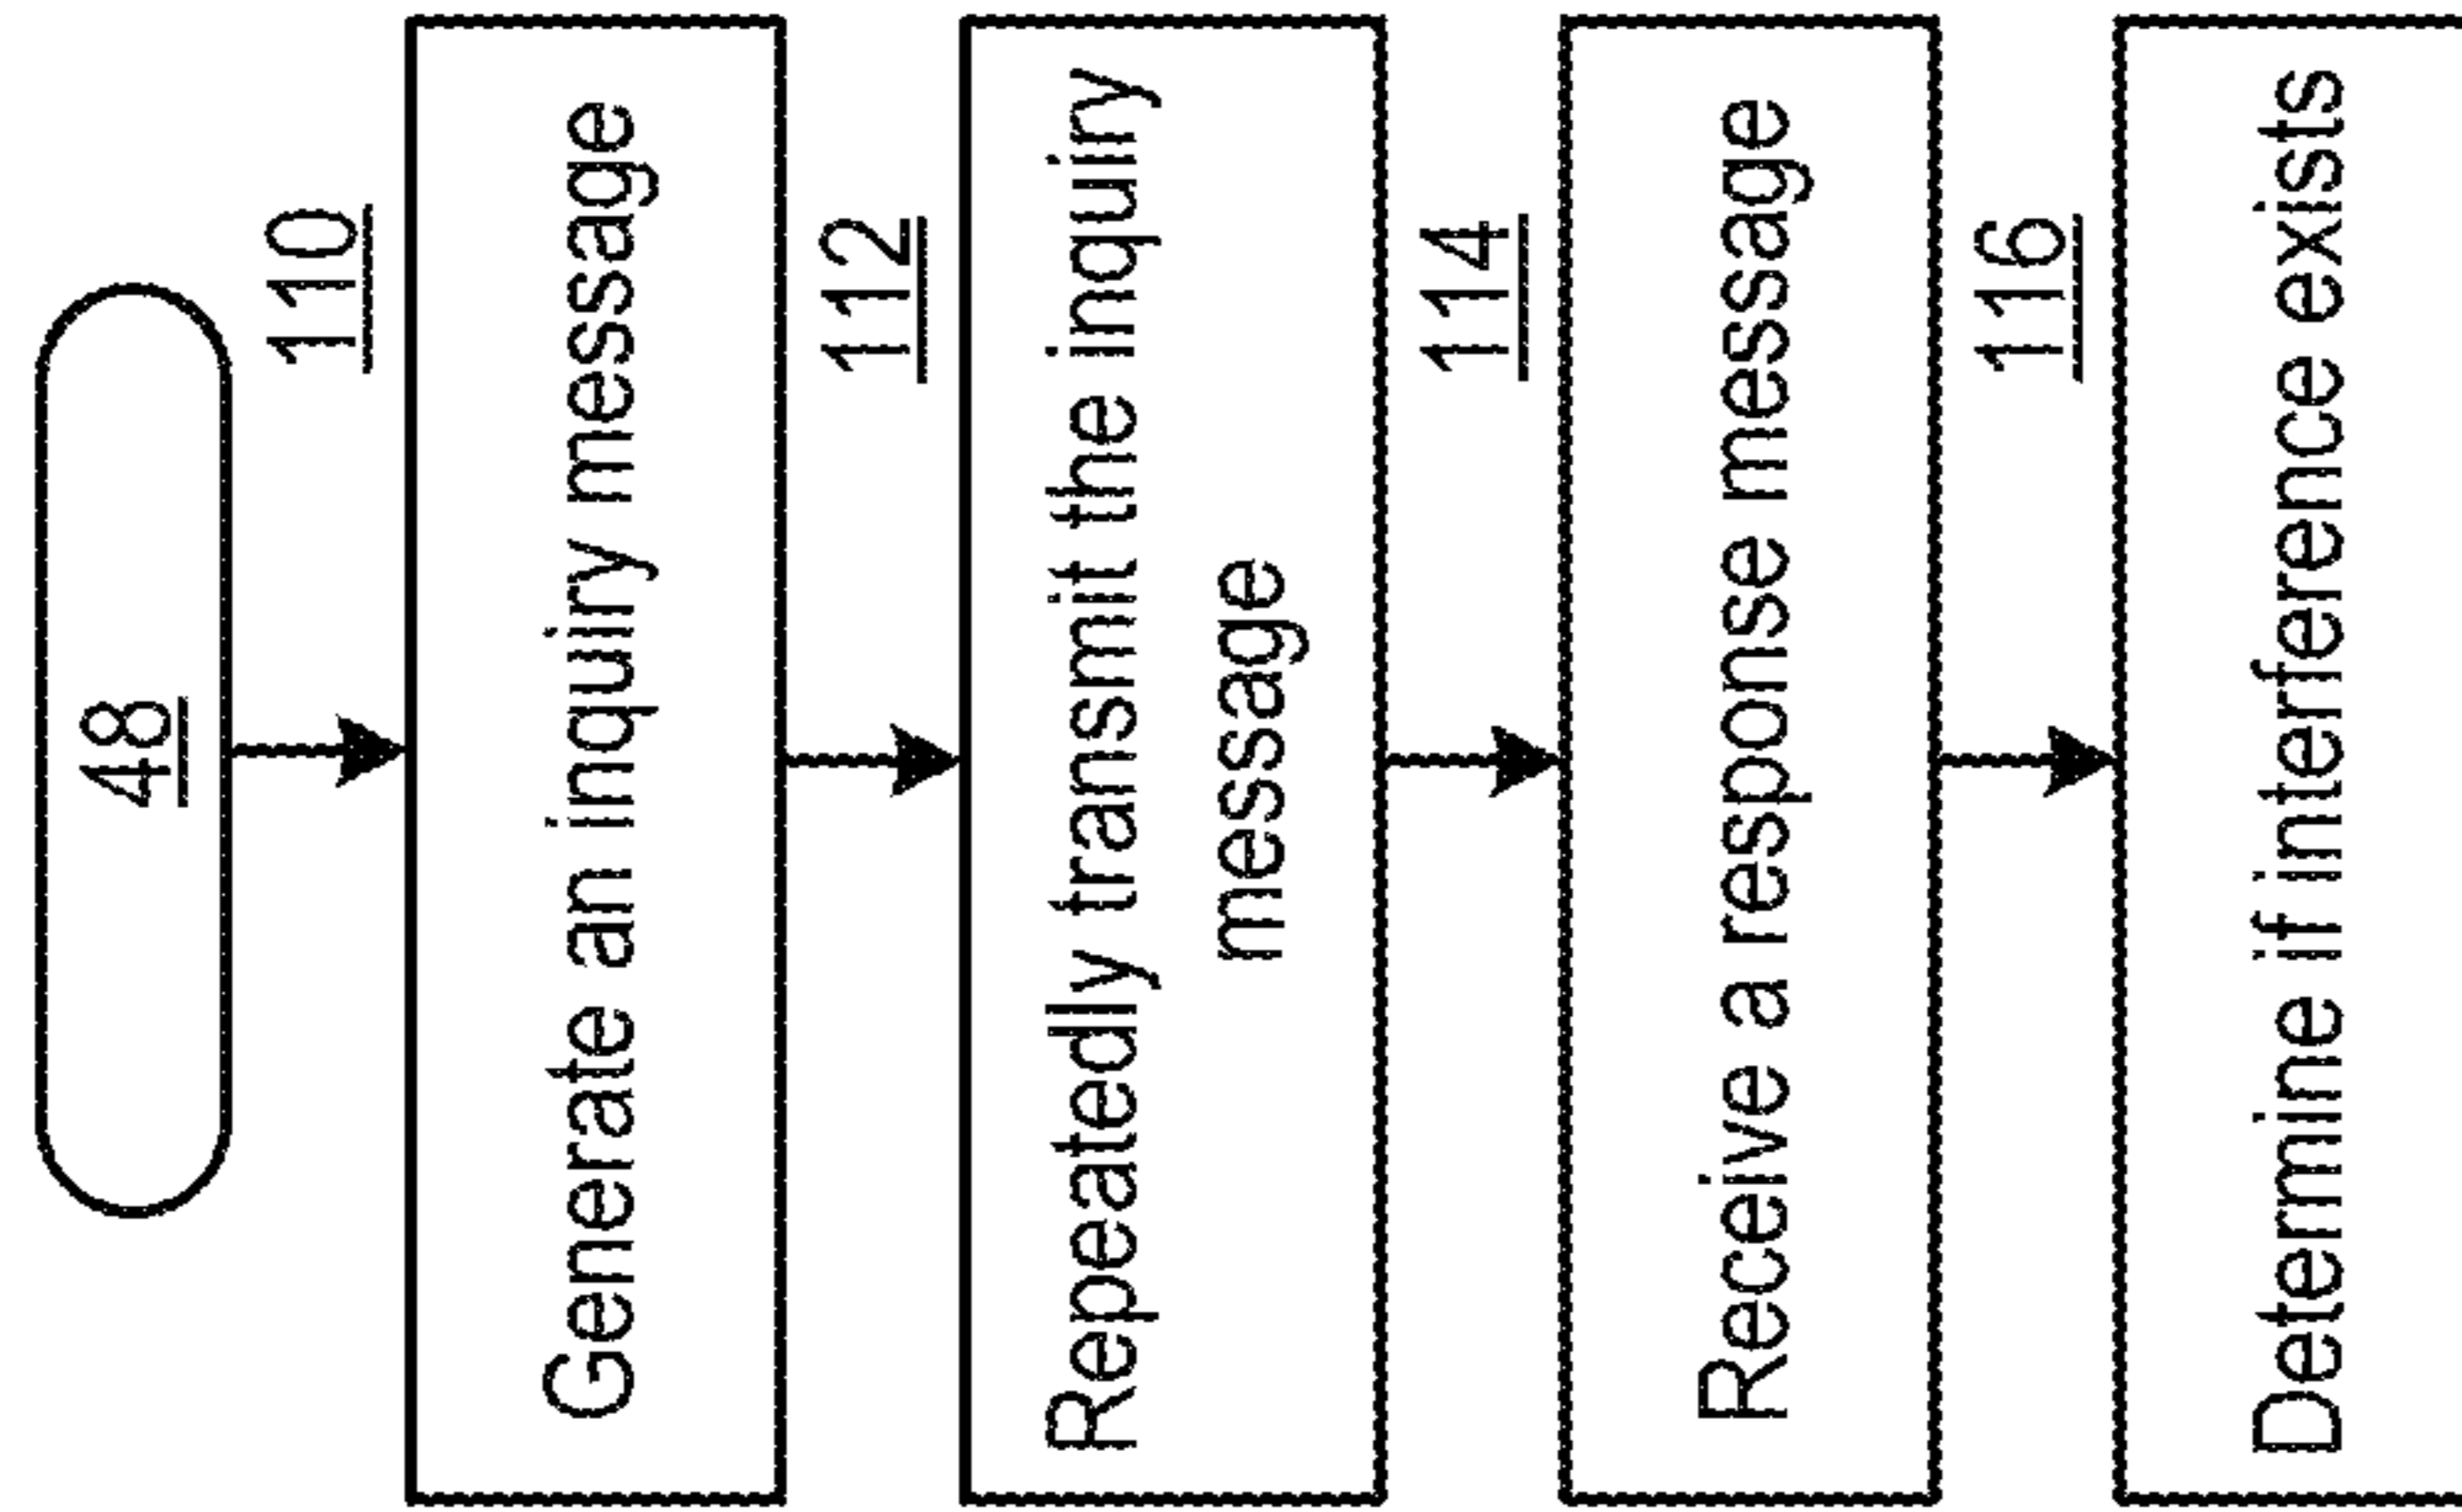 48
110
Generate an inquiry message
112
Repeatedly transmit the inquiry
message
114
Receive a response message
116
Determine if interference exists